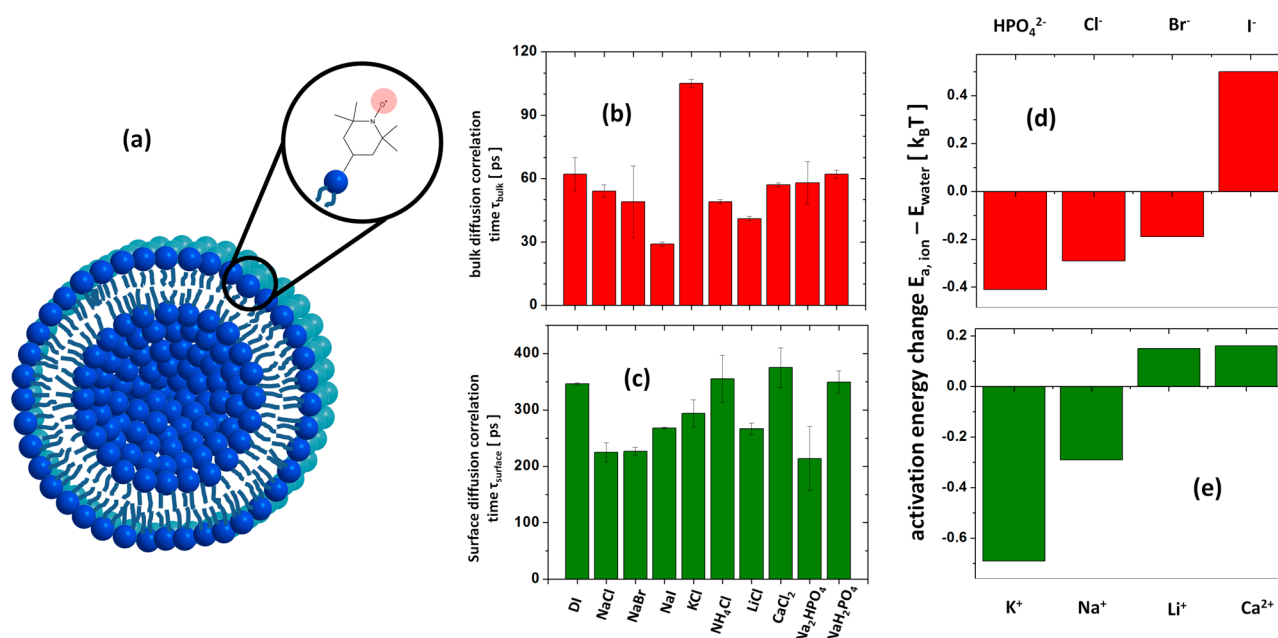 (a)
O•
N
bulk diffusion correlation
time τbulk [ ps ]
120
90
60
30
0
(b)
Surface diffusion correlation
time τsurface [ ps ]
400
300
200
100
0
(c)
DI
NaCl
NaBr
NaI
KCl
NH₄Cl
LiCl
CaCl₂
Na₂HPO₄
NaH₂PO₄
activation energy change Ea, ion – Ewater [ kBT ]
HPO₄²⁻
Cl⁻
Br⁻
I⁻
0.4
0.2
0.0
-0.2
-0.4
(d)
0.2
0.0
-0.2
-0.4
-0.6
(e)
K⁺
Na⁺
Li⁺
Ca²⁺